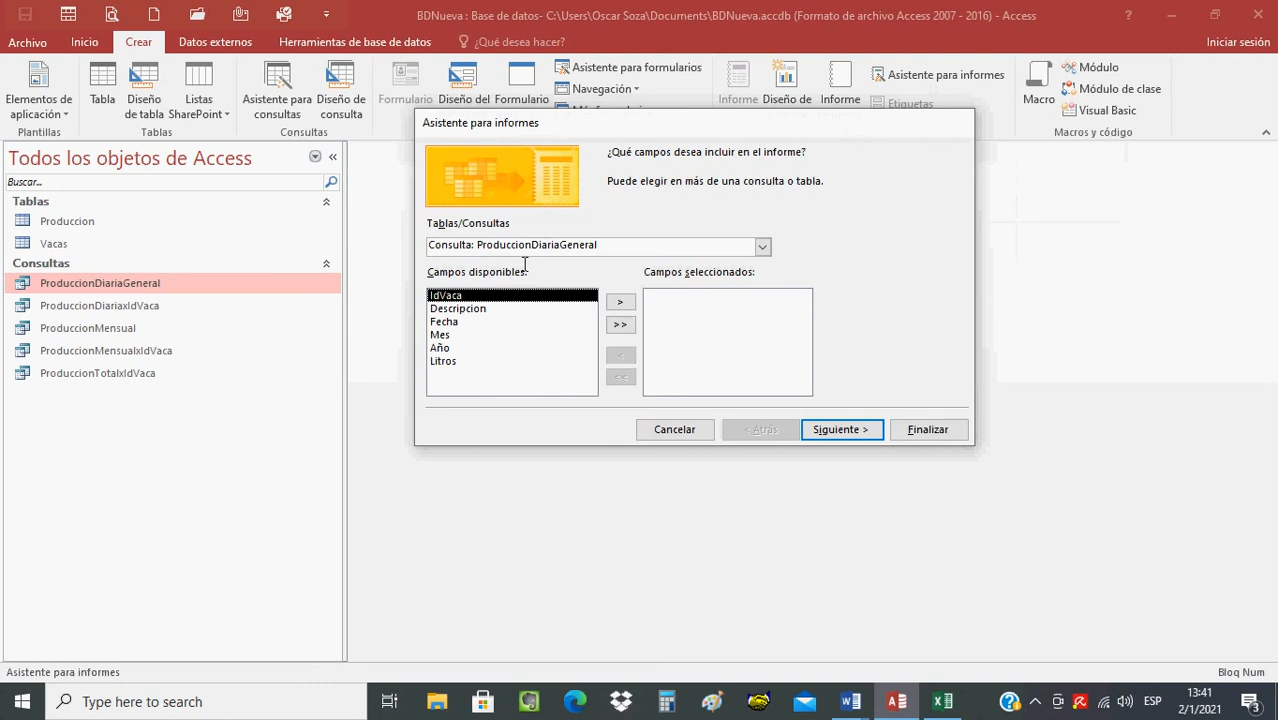 BDNueva : Base de datos- C:\Users\Oscar Soza\Documents\BDNueva.accdb (Formato de archivo Access 2007 - 2016) - Access
Archivo Inicio Crear Datos externos Herramientas de base de datos ¿Qué desea hacer? Iniciar sesión
Elementos de aplicación
Tabla
Diseño de tabla
Listas SharePoint
Asistente para consultas
Diseño de consulta
Formulario
Diseño del
Formulario
Asistente para formularios
Navegación
Informe
Diseño de
Informe
Asistente para informes
Etiquetas
Macro
Módulo
Módulo de clase
Visual Basic
Plantillas Tablas Consultas Macros y código
Todos los objetos de Access
Buscar...
Tablas
Produccion
Vacas
Consultas
ProduccionDiariaGeneral
ProduccionDiariaxIdVaca
ProduccionMensual
ProduccionMensualxIdVaca
ProduccionTotalxIdVaca
Asistente para informes
¿Qué campos desea incluir en el informe?
Puede elegir en más de una consulta o tabla.
Tablas/Consultas
Consulta: ProduccionDiariaGeneral
Campos disponibles: Campos seleccionados:
IdVaca
Descripcion
Fecha
Mes
Año
Litros
>
>>
<
<<
Cancelar < Atrás Siguiente > Finalizar
Asistente para informes Bloq Num
Type here to search
ESP
13:41
2/1/2021
3